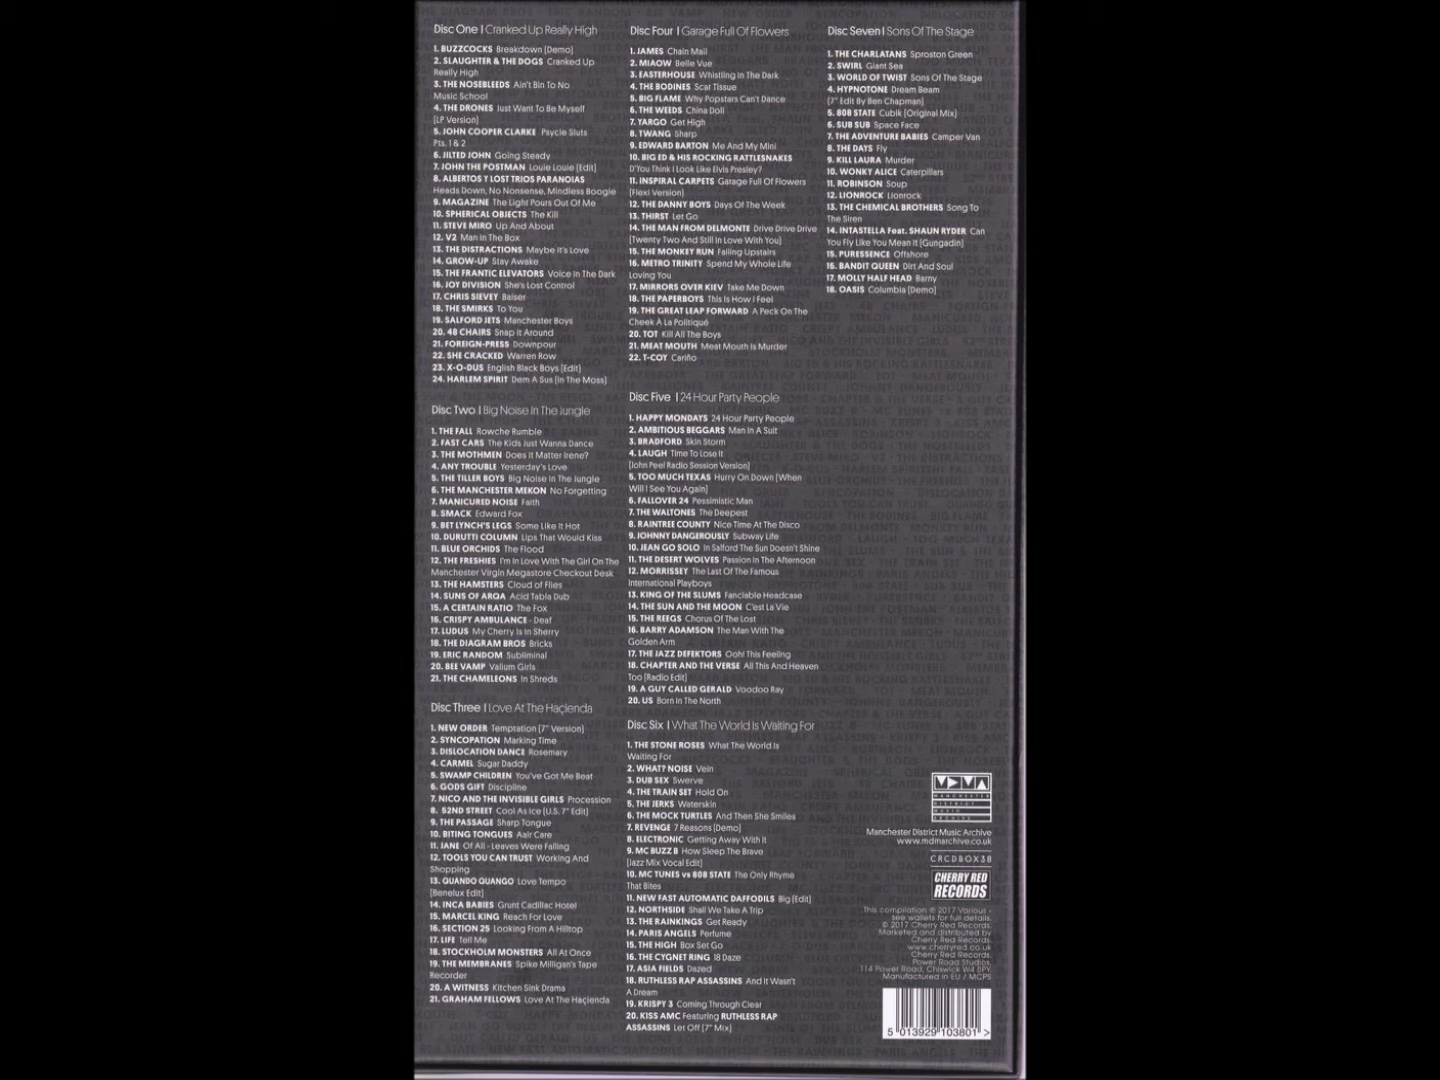 Disc One | Cranked Up Really High
1. BUZZCOCKS Breakdown [Demo]
2. SLAUGHTER & THE DOGS Cranked Up
Really High
3. THE NOSEBLEEDS Ain't Bin To No
Music School
4. THE DRONES Just Want To Be Myself
[LP Version]
5. JOHN COOPER CLARKE Psycle Sluts
Pts. 1 & 2
6. JILTED JOHN Going Steady
7. JOHN THE POSTMAN Louie Louie [Edit]
8. ALBERTOS Y LOST TRIOS PARANOIAS
Heads Down, No Nonsense, Mindless Boogie
9. MAGAZINE The Light Pours Out Of Me
10. SPHERICAL OBJECTS The Kill
11. STEVE MIRO Up And About
12. V2 Man In The Box
13. THE DISTRACTIONS Maybe It's Love
14. GROW-UP Stay Awake
15. THE FRANTIC ELEVATORS Voice In The Dark
16. JOY DIVISION She's Lost Control
17. CHRIS SIEVEY Baiser
18. THE SMIRKS To You
19. SALFORD JETS Manchester Boys
20. 48 CHAIRS Snap It Around
21. FOREIGN-PRESS Downpour
22. SHE CRACKED Warren Row
23. X-O-DUS English Black Boys [Edit]
24. HARLEM SPIRIT Dem A Sus [In The Moss]
Disc Two | Big Noise In The Jungle
1. THE FALL Rowche Rumble
2. FAST CARS The Kids Just Wanna Dance
3. THE MOTHMEN Does It Matter Irene?
4. ANY TROUBLE Yesterday's Love
5. THE TILLER BOYS Big Noise In The Jungle
6. THE MANCHESTER MEKON No Forgetting
7. MANICURED NOISE Faith
8. SMACK Edward Fox
9. BET LYNCH'S LEGS Some Like It Hot
10. DURUTTI COLUMN Lips That Would Kiss
11. BLUE ORCHIDS The Flood
12. THE FRESHIES I'm In Love With The Girl On The
Manchester Virgin Megastore Checkout Desk
13. THE HAMSTERS Cloud of Flies
14. SUNS OF ARQA Acid Tabla Dub
15. A CERTAIN RATIO The Fox
16. CRISPY AMBULANCE - Deaf
17. LUDUS My Cherry Is In Sherry
18. THE DIAGRAM BROS Bricks
19. ERIC RANDOM Subliminal
20. BEE VAMP Valium Girls
21. THE CHAMELEONS In Shreds
Disc Three | Love At The Haçienda
1. NEW ORDER Temptation [7" Version]
2. SYNCOPATION Marking Time
3. DISLOCATION DANCE Rosemary
4. CARMEL Sugar Daddy
5. SWAMP CHILDREN You've Got Me Beat
6. GODS GIFT Discipline
7. NICO AND THE INVISIBLE GIRLS Procession
8. 52ND STREET Cool As Ice [U.S. 7" Edit]
9. THE PASSAGE Sharp Tongue
10. BITING TONGUES Aair Care
11. JANE Of All - Leaves Were Falling
12. TOOLS YOU CAN TRUST Working And
Shopping
13. QUANDO QUANGO Love Tempo
[Benelux Edit]
14. INCA BABIES Grunt Cadillac Hotel
15. MARCEL KING Reach For Love
16. SECTION 25 Looking From A Hilltop
17. LIFE Tell Me
18. STOCKHOLM MONSTERS All At Once
19. THE MEMBRANES Spike Milligan's Tape
Recorder
20. A WITNESS Kitchen Sink Drama
21. GRAHAM FELLOWS Love At The Haçienda
Disc Four | Garage Full Of Flowers
1. JAMES Chain Mail
2. MIAOW Belle Vue
3. EASTERHOUSE Whistling In The Dark
4. THE BODINES Scar Tissue
5. BIG FLAME Why Popstars Can't Dance
6. THE WEEDS China Doll
7. YARGO Get High
8. TWANG Sharp
9. EDWARD BARTON Me And My Mini
10. BIG ED & HIS ROCKING RATTLESNAKES
D'You Think I Look Like Elvis Presley?
11. INSPIRAL CARPETS Garage Full Of Flowers
[Flexi Version]
12. THE DANNY BOYS Days Of The Week
13. THIRST Let Go
14. THE MAN FROM DELMONTE Drive Drive Drive
[Twenty Two And Still In Love With You]
15. THE MONKEY RUN Falling Upstairs
16. METRO TRINITY Spend My Whole Life
Loving You
17. MIRRORS OVER KIEV Take Me Down
18. THE PAPERBOYS This Is How I Feel
19. THE GREAT LEAP FORWARD A Peck On The
Cheek À La Politiqué
20. TOT Kill All The Boys
21. MEAT MOUTH Meat Mouth Is Murder
22. T-COY Cariño
Disc Five | 24 Hour Party People
1. HAPPY MONDAYS 24 Hour Party People
2. AMBITIOUS BEGGARS Man In A Suit
3. BRADFORD Skin Storm
4. LAUGH Time To Lose It
[John Peel Radio Session Version]
5. TOO MUCH TEXAS Hurry On Down [When
Will I See You Again]
6. FALLOVER 24 Pessimistic Man
7. THE WALTONES The Deepest
8. RAINTREE COUNTY Nice Time At The Disco
9. JOHNNY DANGEROUSLY Subway Life
10. JEAN GO SOLO In Salford The Sun Doesn't Shine
11. THE DESERT WOLVES Passion In The Afternoon
12. MORRISSEY The Last Of The Famous
International Playboys
13. KING OF THE SLUMS Fanciable Headcase
14. THE SUN AND THE MOON C'est La Vie
15. THE REEGS Chorus Of The Lost
16. BARRY ADAMSON The Man With The
Golden Arm
17. THE JAZZ DEFEKTORS Ooh! This Feeling
18. CHAPTER AND THE VERSE All This And Heaven
Too [Radio Edit]
19. A GUY CALLED GERALD Voodoo Ray
20. US Born In The North
Disc Six | What The World Is Waiting For
1. THE STONE ROSES What The World Is
Waiting For
2. WHAT? NOISE Vein
3. DUB SEX Swerve
4. THE TRAIN SET Hold On
5. THE JERKS Waterskin
6. THE MOCK TURTLES And Then She Smiles
7. REVENGE 7 Reasons [Demo]
8. ELECTRONIC Getting Away With It
9. MC BUZZ B How Sleep The Brave
[Jazz Mix Vocal Edit]
10. MC TUNES vs 808 STATE The Only Rhyme
That Bites
11. NEW FAST AUTOMATIC DAFFODILS Big [Edit]
12. NORTHSIDE Shall We Take A Trip
13. THE RAINKINGS Get Ready
14. PARIS ANGELS Perfume
15. THE HIGH Box Set Go
16. THE CYGNET RING 18 Daze
17. ASIA FIELDS Dazed
18. RUTHLESS RAP ASSASSINS And It Wasn't
A Dream
19. KRISPY 3 Coming Through Clear
20. KISS AMC Featuring RUTHLESS RAP
ASSASSINS Let Off [7" Mix]
Disc Seven | Sons Of The Stage
1. THE CHARLATANS Sproston Green
2. SWIRL Giant Sea
3. WORLD OF TWIST Sons Of The Stage
4. HYPNOTONE Dream Beam
[7" Edit By Ben Chapman]
5. 808 STATE Cubik [Original Mix]
6. SUB SUB Space Face
7. THE ADVENTURE BABIES Camper Van
8. THE DAYS Fly
9. KILL LAURA Murder
10. WONKY ALICE Caterpillars
11. ROBINSON Soup
12. LIONROCK Lionrock
13. THE CHEMICAL BROTHERS Song To
The Siren
14. INTASTELLA Feat. SHAUN RYDER Can
You Fly Like You Mean It [Gungadin]
15. PURESSENCE Offshore
16. BANDIT QUEEN Dirt And Soul
17. MOLLY HALF HEAD Barny
18. OASIS Columbia [Demo]
MANCHESTER
DISTRICT
MUSIC
ARCHIVE
Manchester District Music Archive
www.mdmarchive.co.uk
CRCDBOX38
CHERRY RED
RECORDS
This compilation ℗ 2017 Various -
see wallets for full details.
© 2017 Cherry Red Records.
Marketed and distributed by
Cherry Red Records.
www.cherryred.co.uk
Cherry Red Records.
Power Road Studios,
114 Power Road, Chiswick W4 5PY.
Manufactured in EU / MCPS
5 013929 103801 >